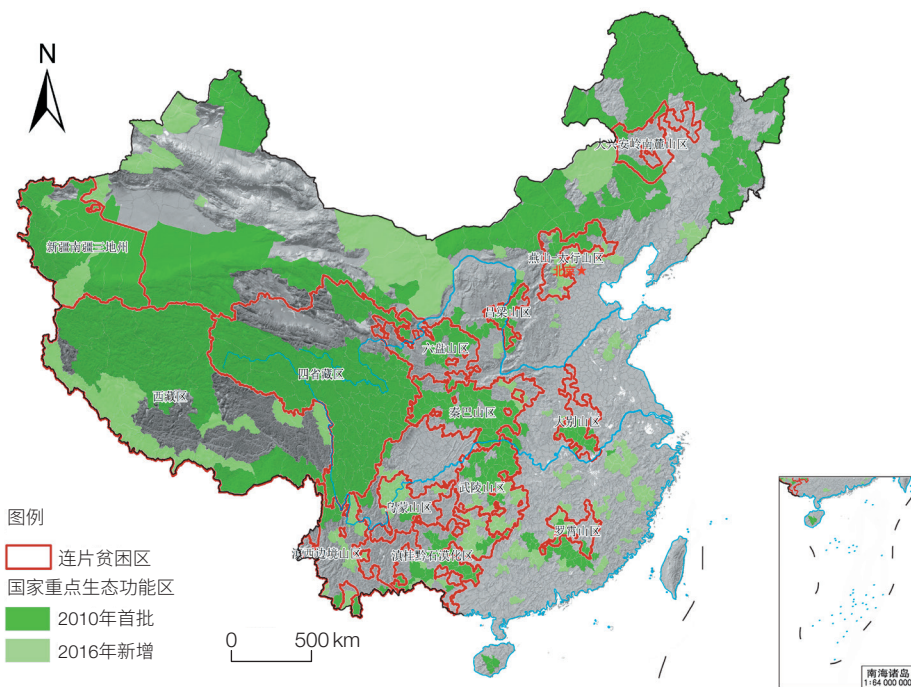 N
大兴安岭南麓山区
新疆南疆三地州
燕山-太行山区
北京★
吕梁山区
六盘山区
四省藏区
西藏区
秦巴山区
大别山区
武陵山区
乌蒙山区
罗霄山区
滇西边境山区
滇桂黔石漠化区
图例
连片贫困区
国家重点生态功能区
2010年首批
2016年新增
0 500 km
南海诸岛
1:64 000 000